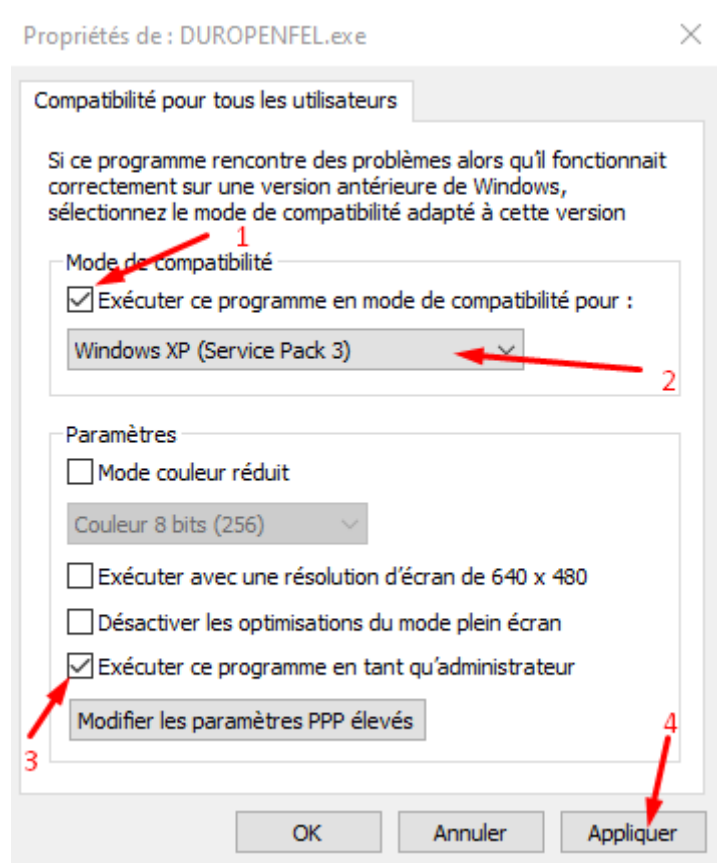 Propriétés de : DUROPENFEL.exe
Compatibilité pour tous les utilisateurs
Si ce programme rencontre des problèmes alors qu'il fonctionnait
correctement sur une version antérieure de Windows,
sélectionnez le mode de compatibilité adapté à cette version
1
Mode de compatibilité
Exécuter ce programme en mode de compatibilité pour :
Windows XP (Service Pack 3)
2
Paramètres
Mode couleur réduit
Couleur 8 bits (256)
Exécuter avec une résolution d'écran de 640 x 480
Désactiver les optimisations du mode plein écran
Exécuter ce programme en tant qu'administrateur
Modifier les paramètres PPP élevés
4
3
OK Annuler Appliquer